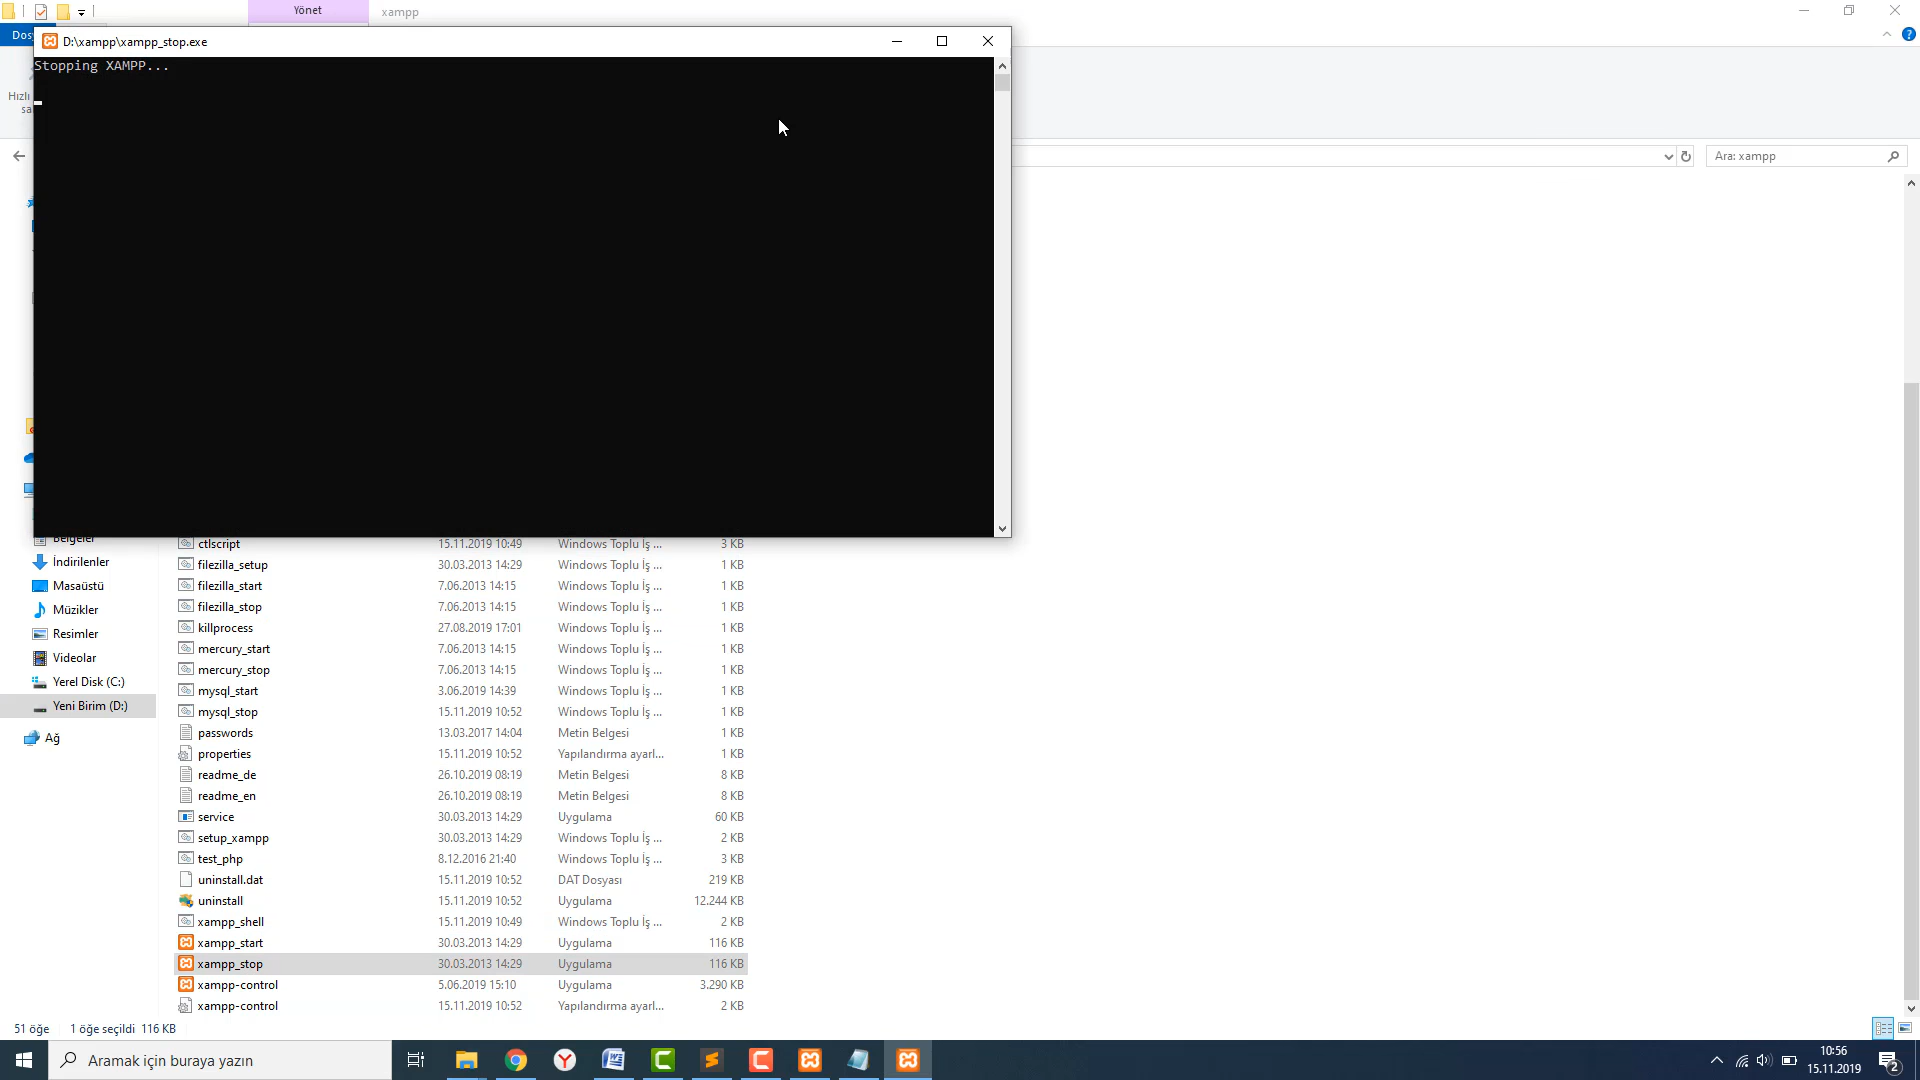 Yönet
xampp
D:\xampp\xampp_stop.exe
Stopping XAMPP...
Ara: xampp
Belgeler
İndirilenler
Masaüstü
Müzikler
Resimler
Videolar
Yerel Disk (C:)
Yeni Birim (D:)
Ağ
ctlscript 15.11.2019 10:49 Windows Toplu İş ... 3 KB
filezilla_setup 30.03.2013 14:29 Windows Toplu İş ... 1 KB
filezilla_start 7.06.2013 14:15 Windows Toplu İş ... 1 KB
filezilla_stop 7.06.2013 14:15 Windows Toplu İş ... 1 KB
killprocess 27.08.2019 17:01 Windows Toplu İş ... 1 KB
mercury_start 7.06.2013 14:15 Windows Toplu İş ... 1 KB
mercury_stop 7.06.2013 14:15 Windows Toplu İş ... 1 KB
mysql_start 3.06.2019 14:39 Windows Toplu İş ... 1 KB
mysql_stop 15.11.2019 10:52 Windows Toplu İş ... 1 KB
passwords 13.03.2017 14:04 Metin Belgesi 1 KB
properties 15.11.2019 10:52 Yapılandırma ayarl... 1 KB
readme_de 26.10.2019 08:19 Metin Belgesi 8 KB
readme_en 26.10.2019 08:19 Metin Belgesi 8 KB
service 30.03.2013 14:29 Uygulama 60 KB
setup_xampp 30.03.2013 14:29 Windows Toplu İş ... 2 KB
test_php 8.12.2016 21:40 Windows Toplu İş ... 3 KB
uninstall.dat 15.11.2019 10:52 DAT Dosyası 219 KB
uninstall 15.11.2019 10:52 Uygulama 12.244 KB
xampp_shell 15.11.2019 10:49 Windows Toplu İş ... 2 KB
xampp_start 30.03.2013 14:29 Uygulama 116 KB
xampp_stop 30.03.2013 14:29 Uygulama 116 KB
xampp-control 5.06.2019 15:10 Uygulama 3.290 KB
xampp-control 15.11.2019 10:52 Yapılandırma ayarl... 2 KB
51 öğe 1 öğe seçildi 116 KB
Aramak için buraya yazın
10:56
15.11.2019
2